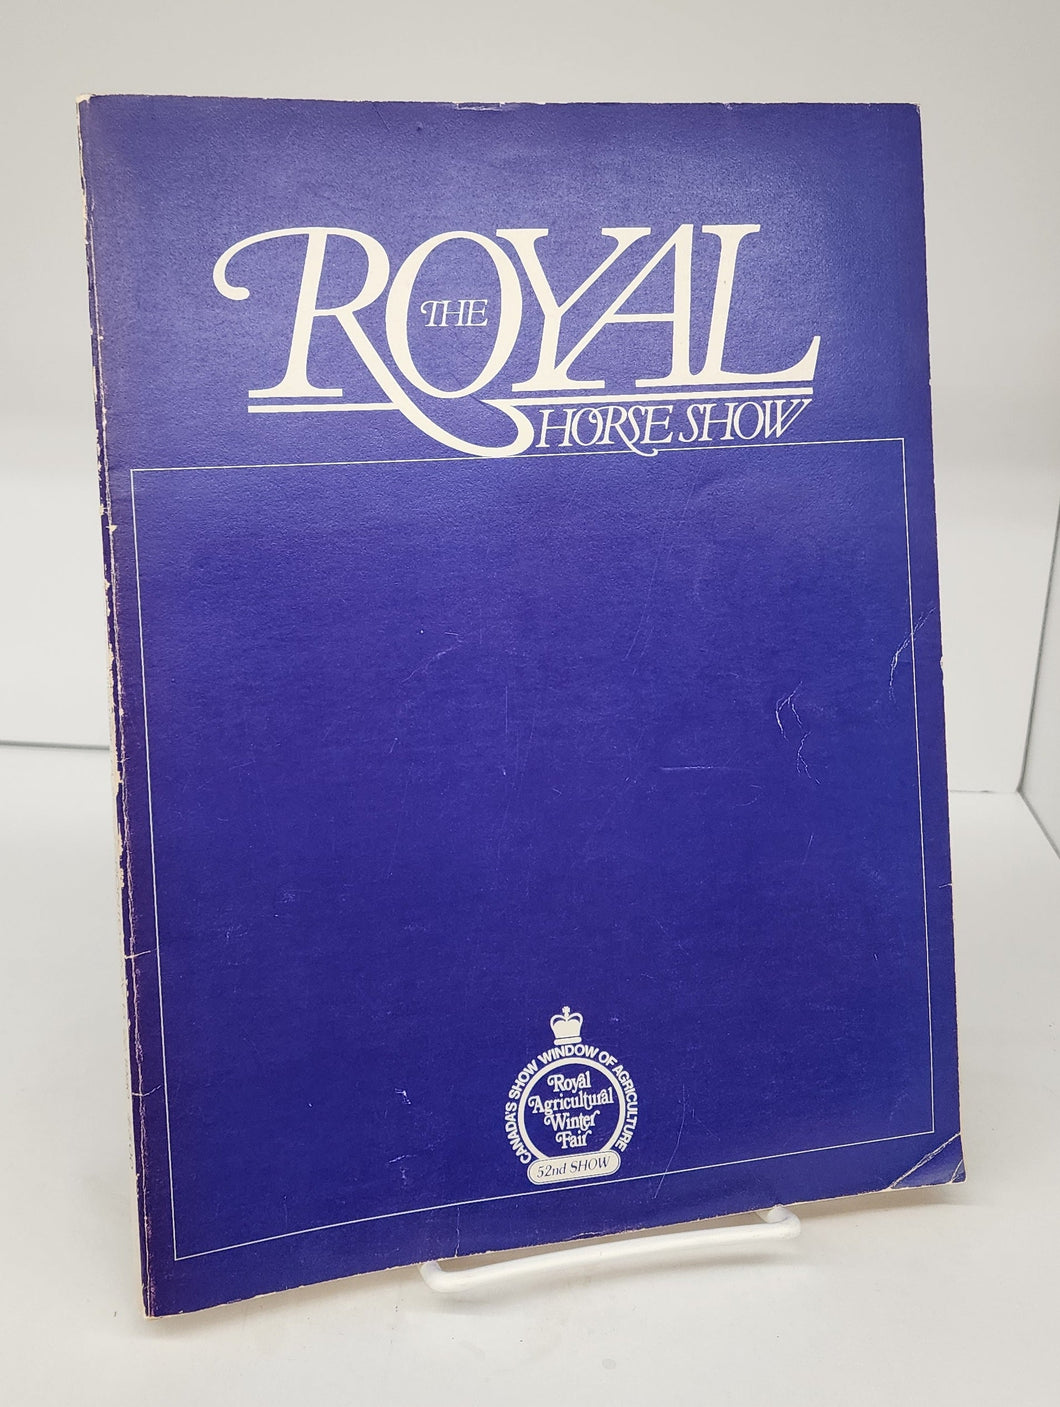 THE
ROYAL
HORSE SHOW
CANADA'S SHOW WINDOW OF AGRICULTURE
Royal
Agricultural
Winter
Fair
52nd SHOW